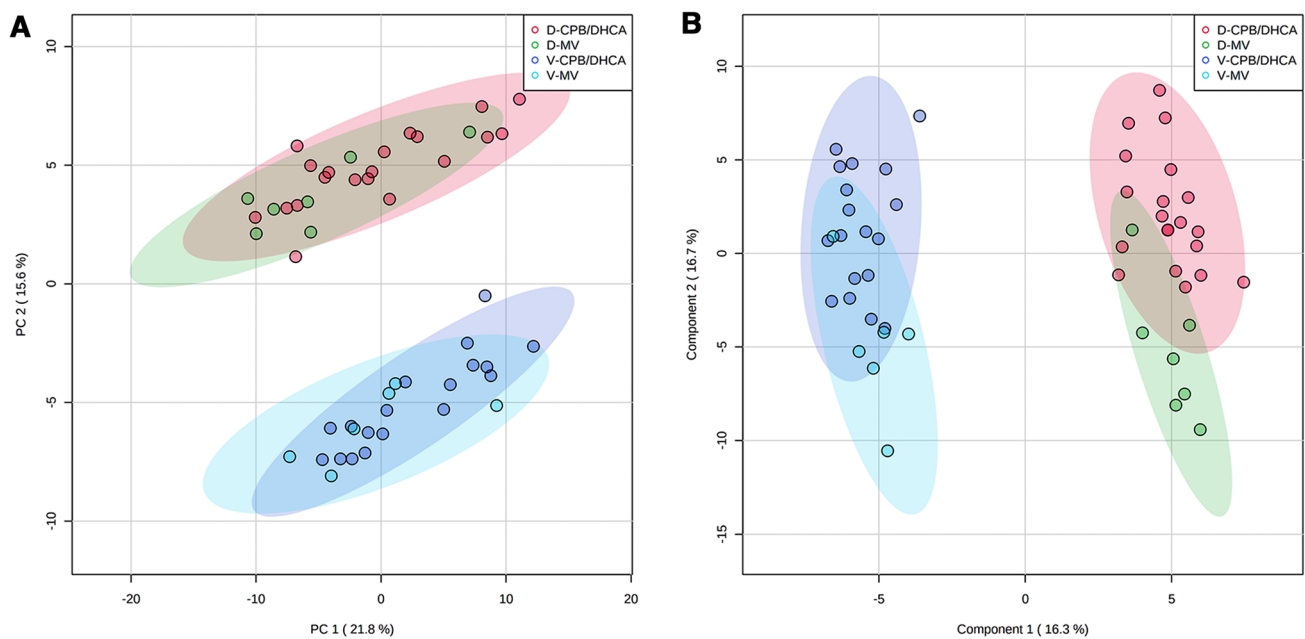 A
D-CPB/DHCA
D-MV
V-CPB/DHCA
V-MV
10
5
0
-5
-10
PC 2 ( 15.6 %)
-20
-10
0
10
20
PC 1 ( 21.8 %)
B
D-CPB/DHCA
D-MV
V-CPB/DHCA
V-MV
10
5
0
-5
-10
-15
Component 2 ( 16.7 %)
-5
0
5
Component 1 ( 16.3 %)